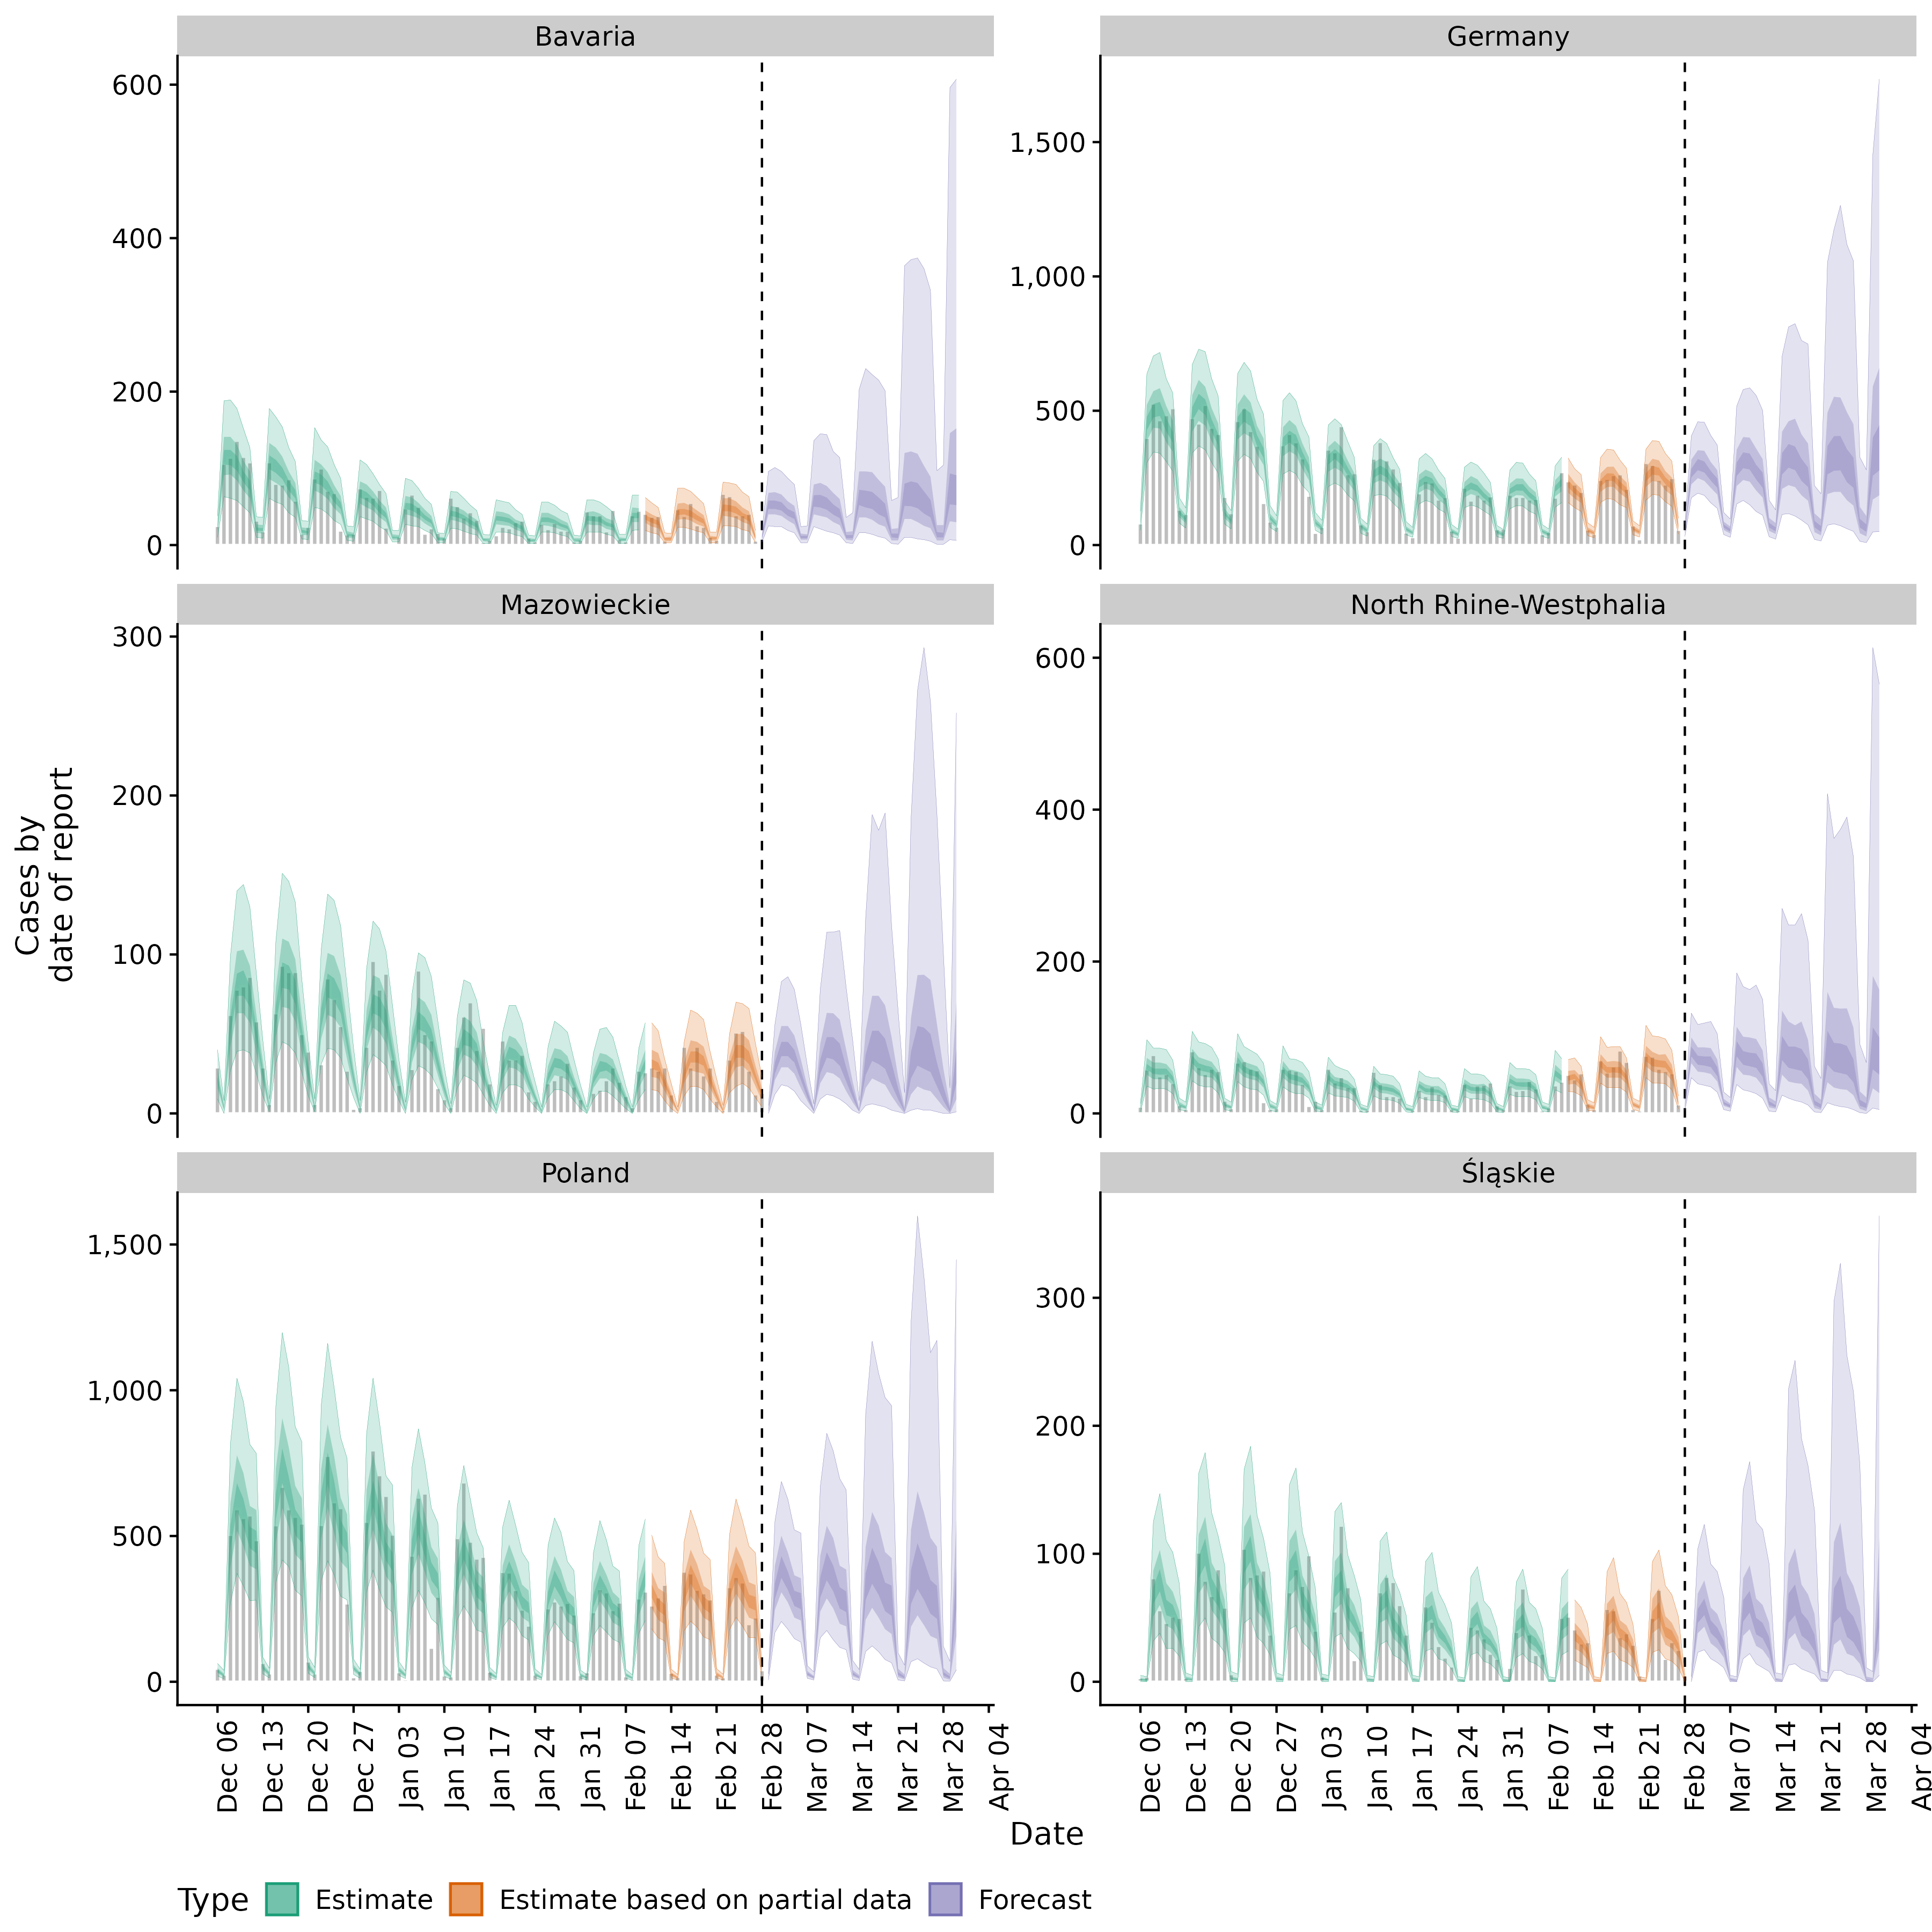 Bavaria
Germany
600
400
200
0
1,500
1,000
500
0
Mazowieckie
North Rhine-Westphalia
300
200
100
0
600
400
200
0
Cases by
date of report
Poland
Śląskie
1,500
1,000
500
0
300
200
100
0
Dec 06
Dec 13
Dec 20
Dec 27
Jan 03
Jan 10
Jan 17
Jan 24
Jan 31
Feb 07
Feb 14
Feb 21
Feb 28
Mar 07
Mar 14
Mar 21
Mar 28
Apr 04
Dec 06
Dec 13
Dec 20
Dec 27
Jan 03
Jan 10
Jan 17
Jan 24
Jan 31
Feb 07
Feb 14
Feb 21
Feb 28
Mar 07
Mar 14
Mar 21
Mar 28
Apr 04
Date
Type Estimate Estimate based on partial data Forecast